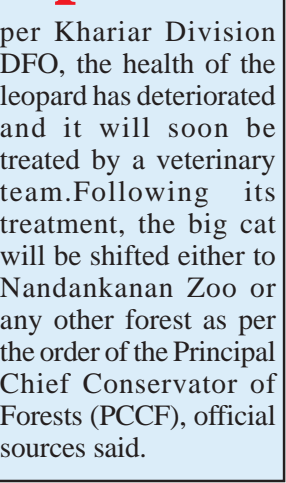 per Khariar Division
DFO, the health of the
leopard has deteriorated
and it will soon be
treated by a veterinary
team.Following its
treatment, the big cat
will be shifted either to
Nandankanan Zoo or
any other forest as per
the order of the Principal
Chief Conservator of
Forests (PCCF), official
sources said.